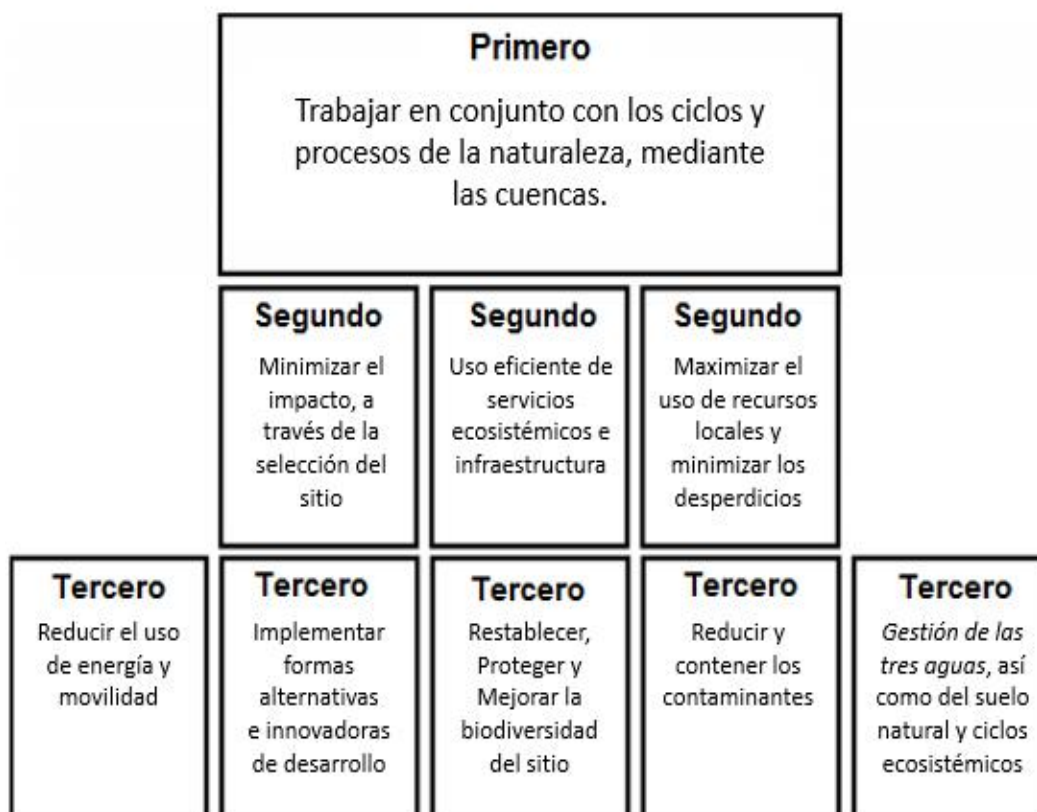 Primero
Trabajar en conjunto con los ciclos y
procesos de la naturaleza, mediante
las cuencas.
Segundo
Minimizar el
impacto, a
través de la
selección del
sitio
Segundo
Uso eficiente de
servicios
ecosistémicos e
infraestructura
Segundo
Maximizar el
uso de recursos
locales y
minimizar los
desperdicios
Tercero
Reducir el uso
de energía y
movilidad
Tercero
Implementar
formas
alternativas
e innovadoras
de desarrollo
Tercero
Restablecer,
Proteger y
Mejorar la
biodiversidad
del sitio
Tercero
Reducir y
contener los
contaminantes
Tercero
Gestión de las
tres aguas, así
como del suelo
natural y ciclos
ecosistémicos